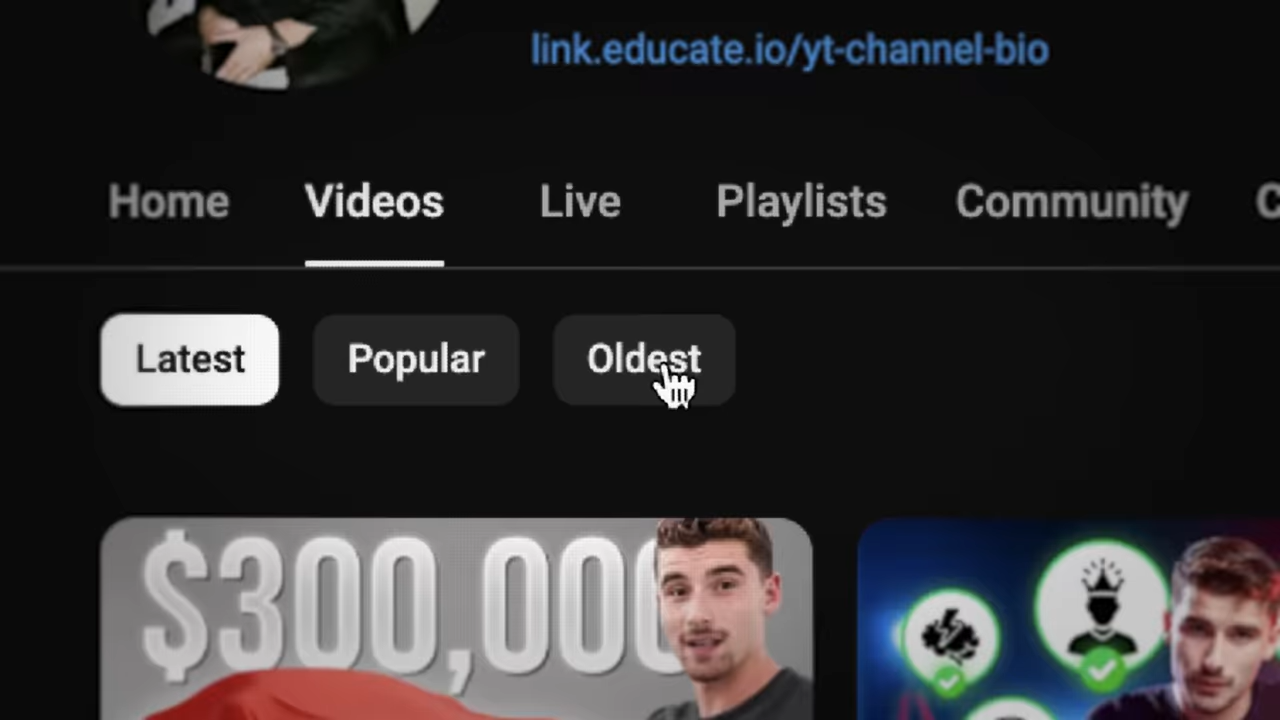 link.educate.io/yt-channel-bio
Home Videos Live Playlists Community
Latest Popular Oldest
$300,000